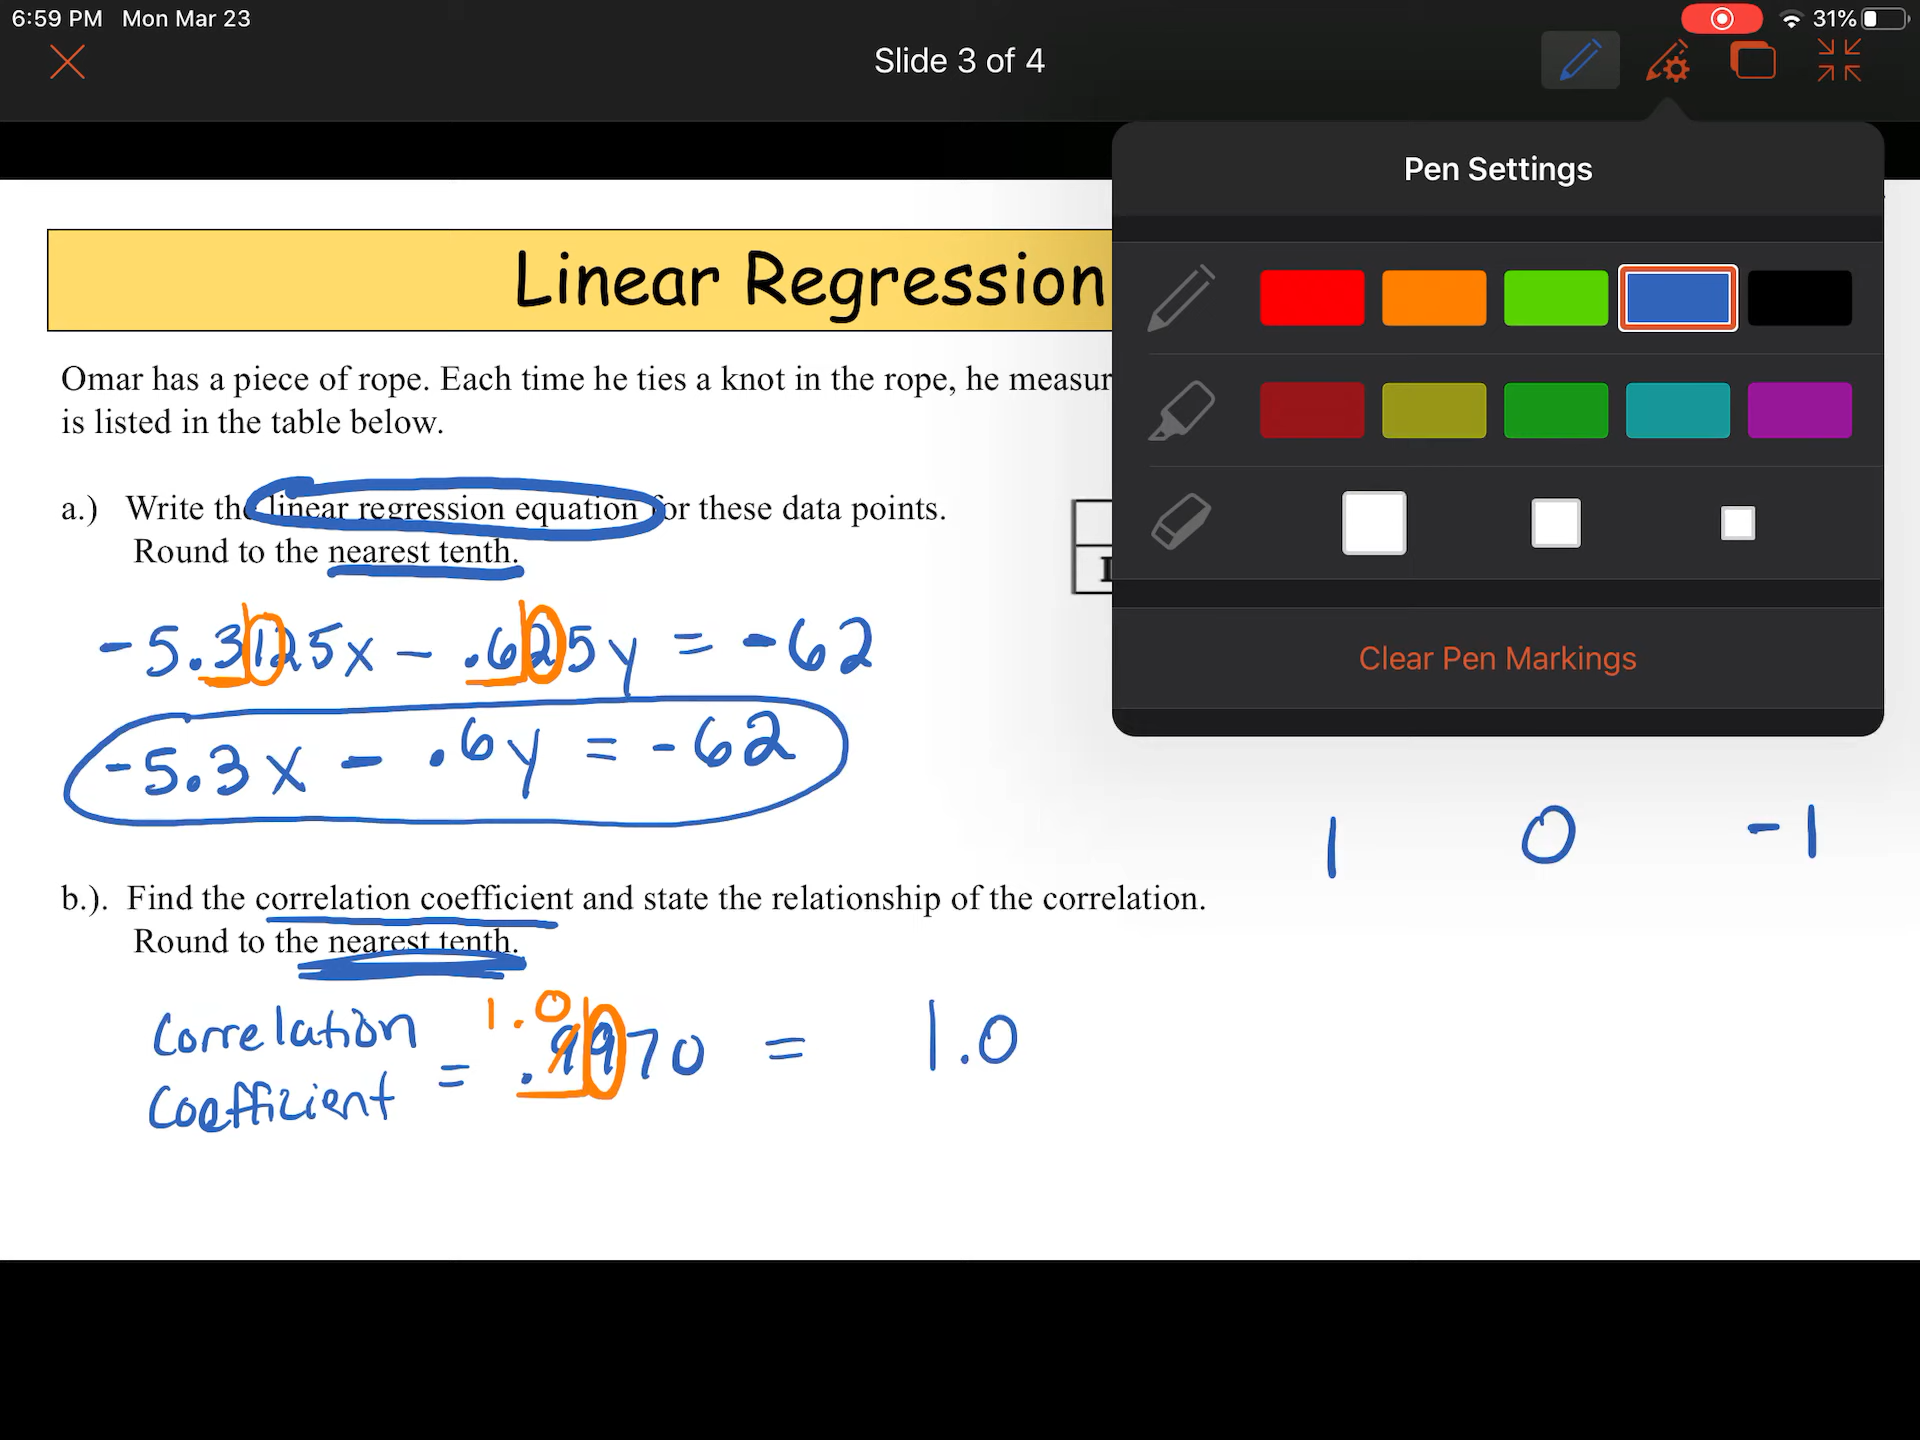 6:59 PM Mon Mar 23
31%
Slide 3 of 4
Pen Settings
Clear Pen Markings
Linear Regression
Omar has a piece of rope. Each time he ties a knot in the rope, he measur
is listed in the table below.
a.) Write the linear regression equation for these data points.
Round to the nearest tenth.
-5.3125x - .625y = -62
-5.3x - .6y = -62
1 0 -1
b.). Find the correlation coefficient and state the relationship of the correlation.
Round to the nearest tenth.
1.0
Correlation
Coefficient = .9970 = 1.0